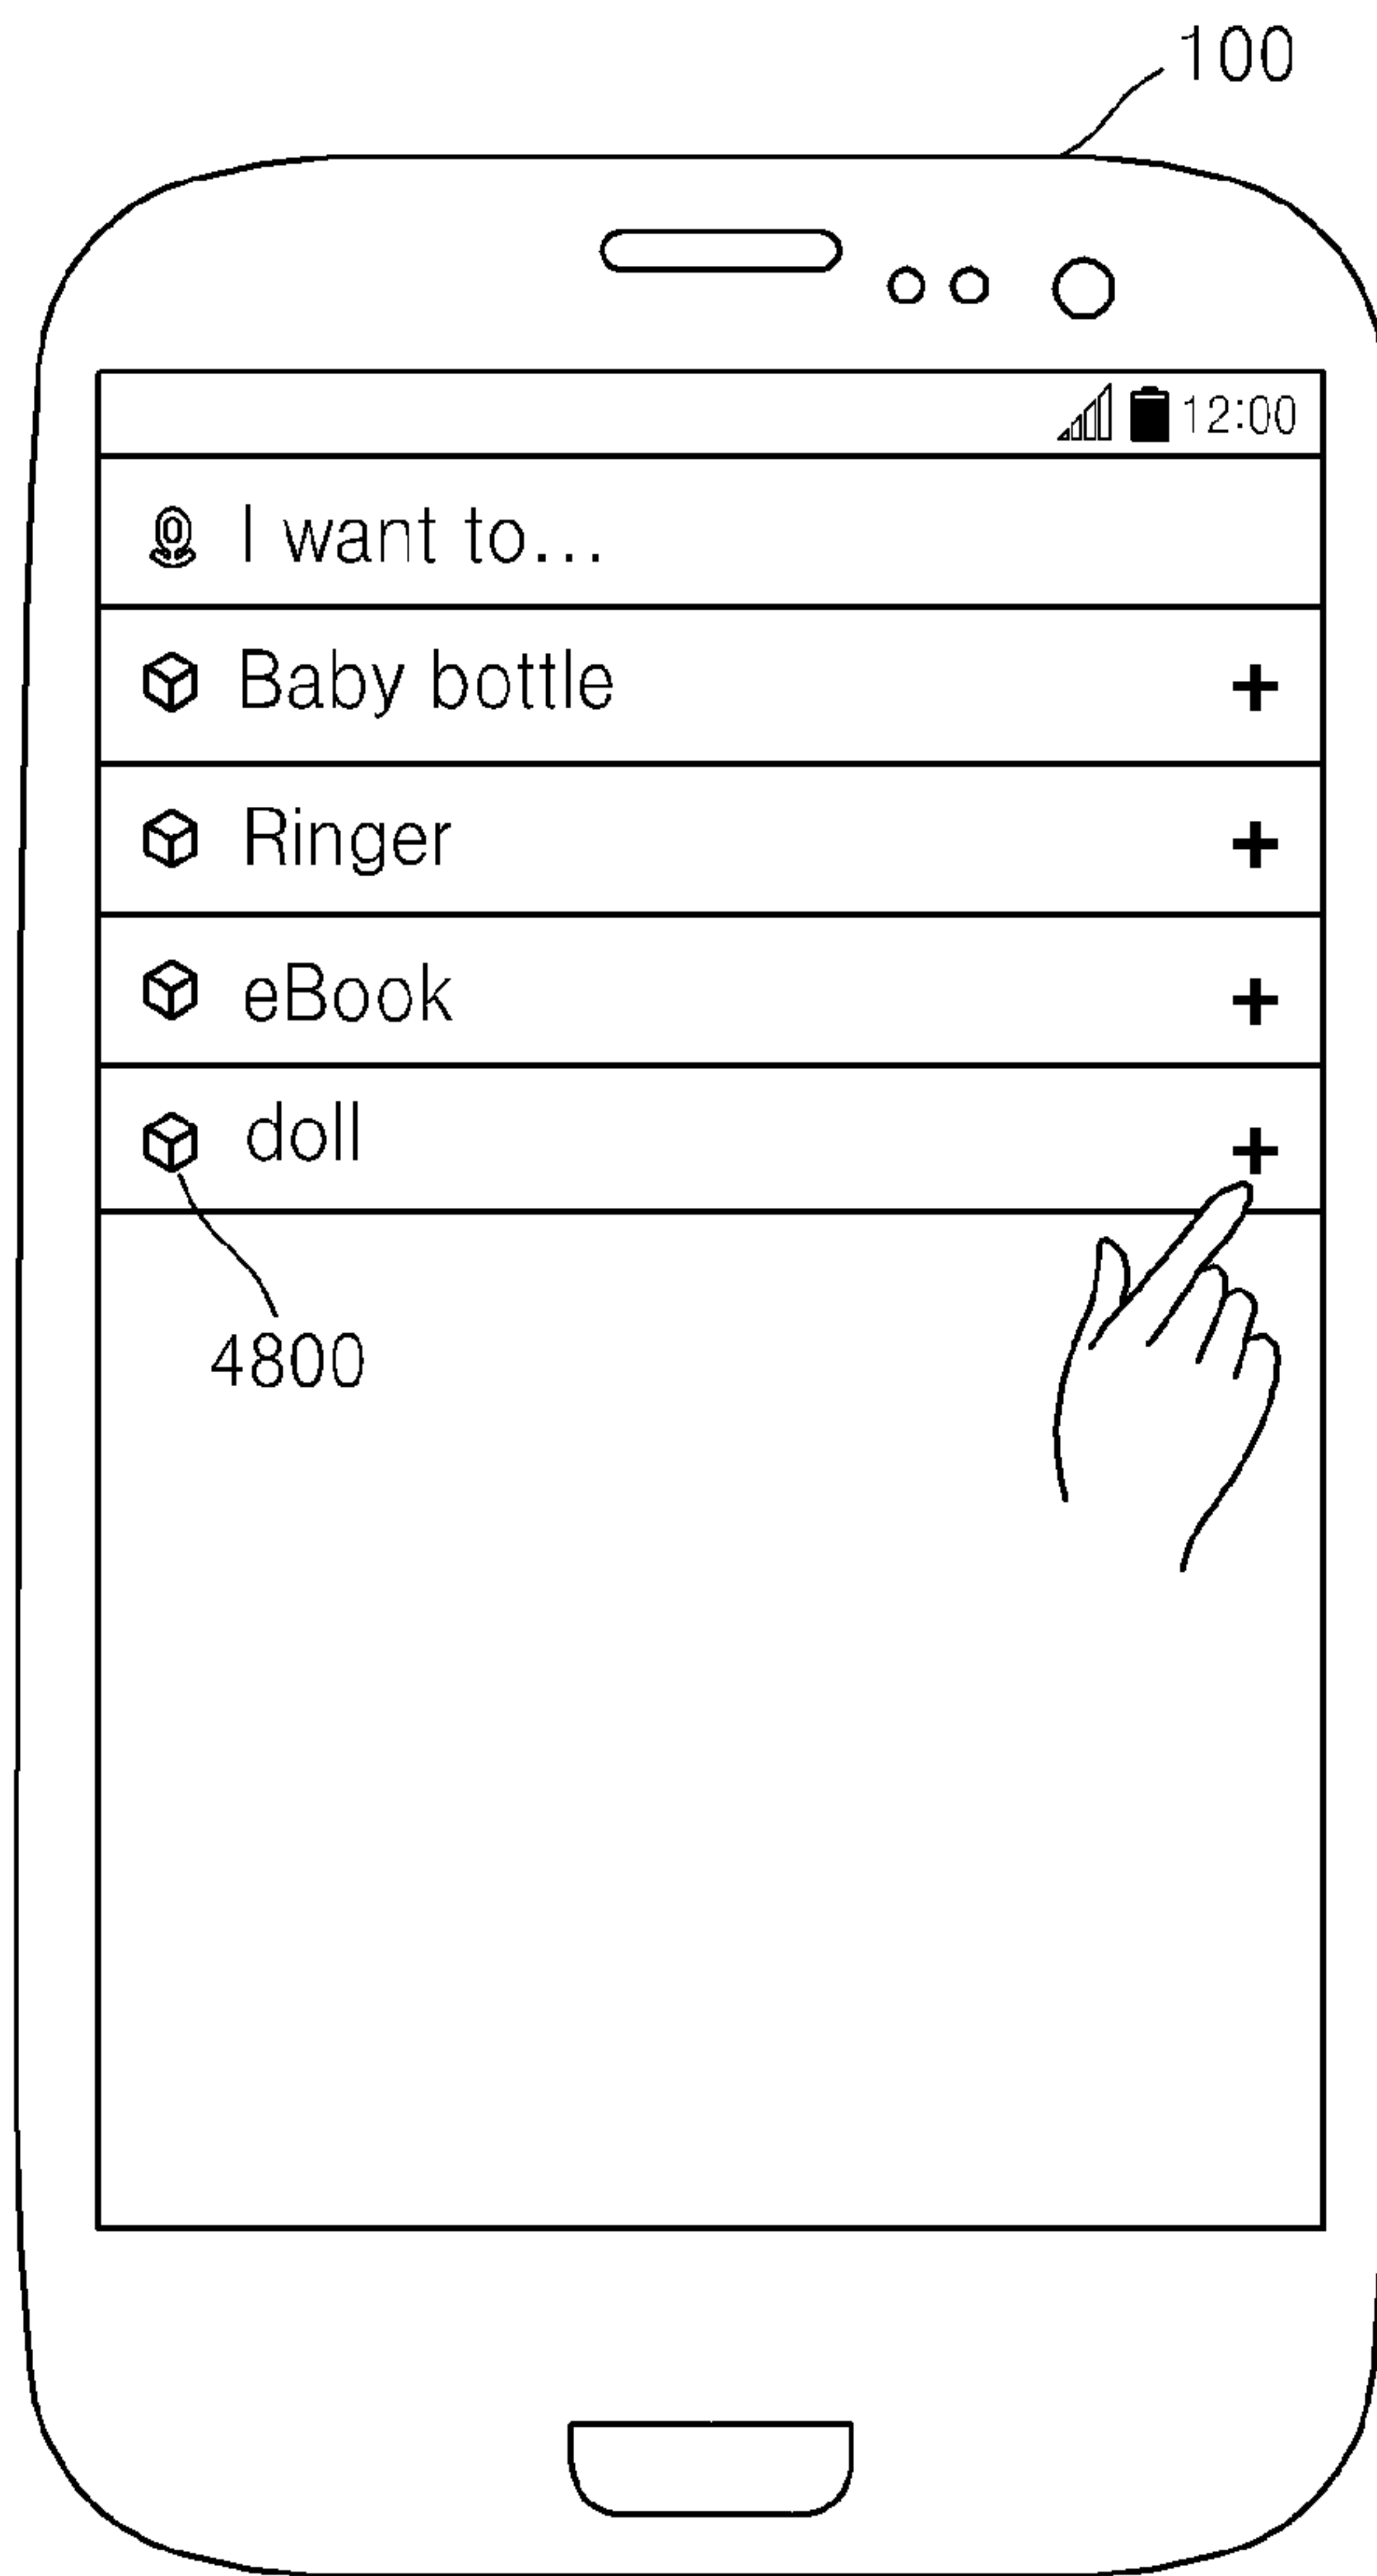 100
12:00
I want to...
Baby bottle +
Ringer +
eBook +
doll +
4800